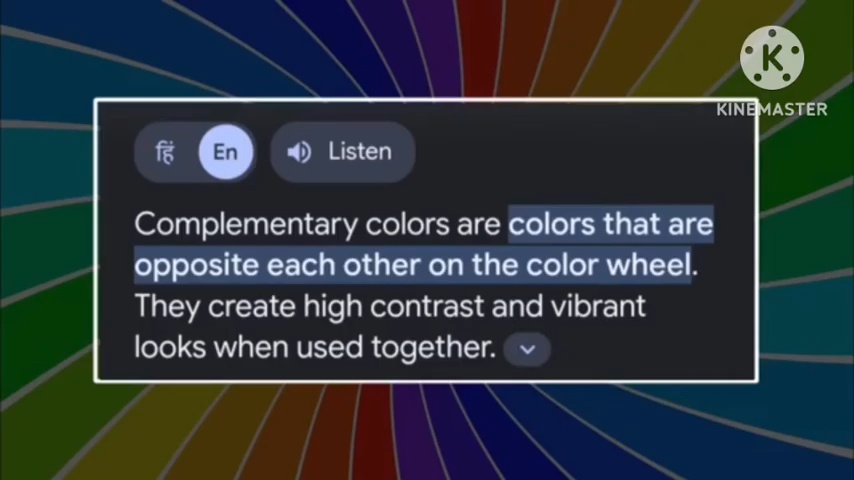 K
KINEMASTER
हिं En Listen
Complementary colors are colors that are
opposite each other on the color wheel.
They create high contrast and vibrant
looks when used together.